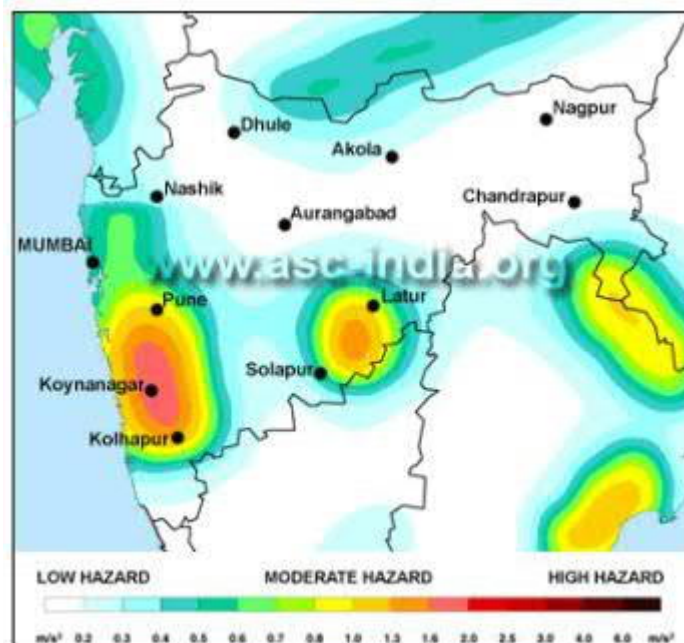 Dhule
Nagpur
Akola
Nashik
Chandrapur
Aurangabad
MUMBAI
www.asc-india.org
Pune
Latur
Solapur
Koynanagar
Kolhapur
LOW HAZARD MODERATE HAZARD HIGH HAZARD
m/s² 0.2 0.3 0.4 0.5 0.6 0.8 1.0 1.3 1.6 2.0 2.5 3.0 4.0 6.0 m/s²